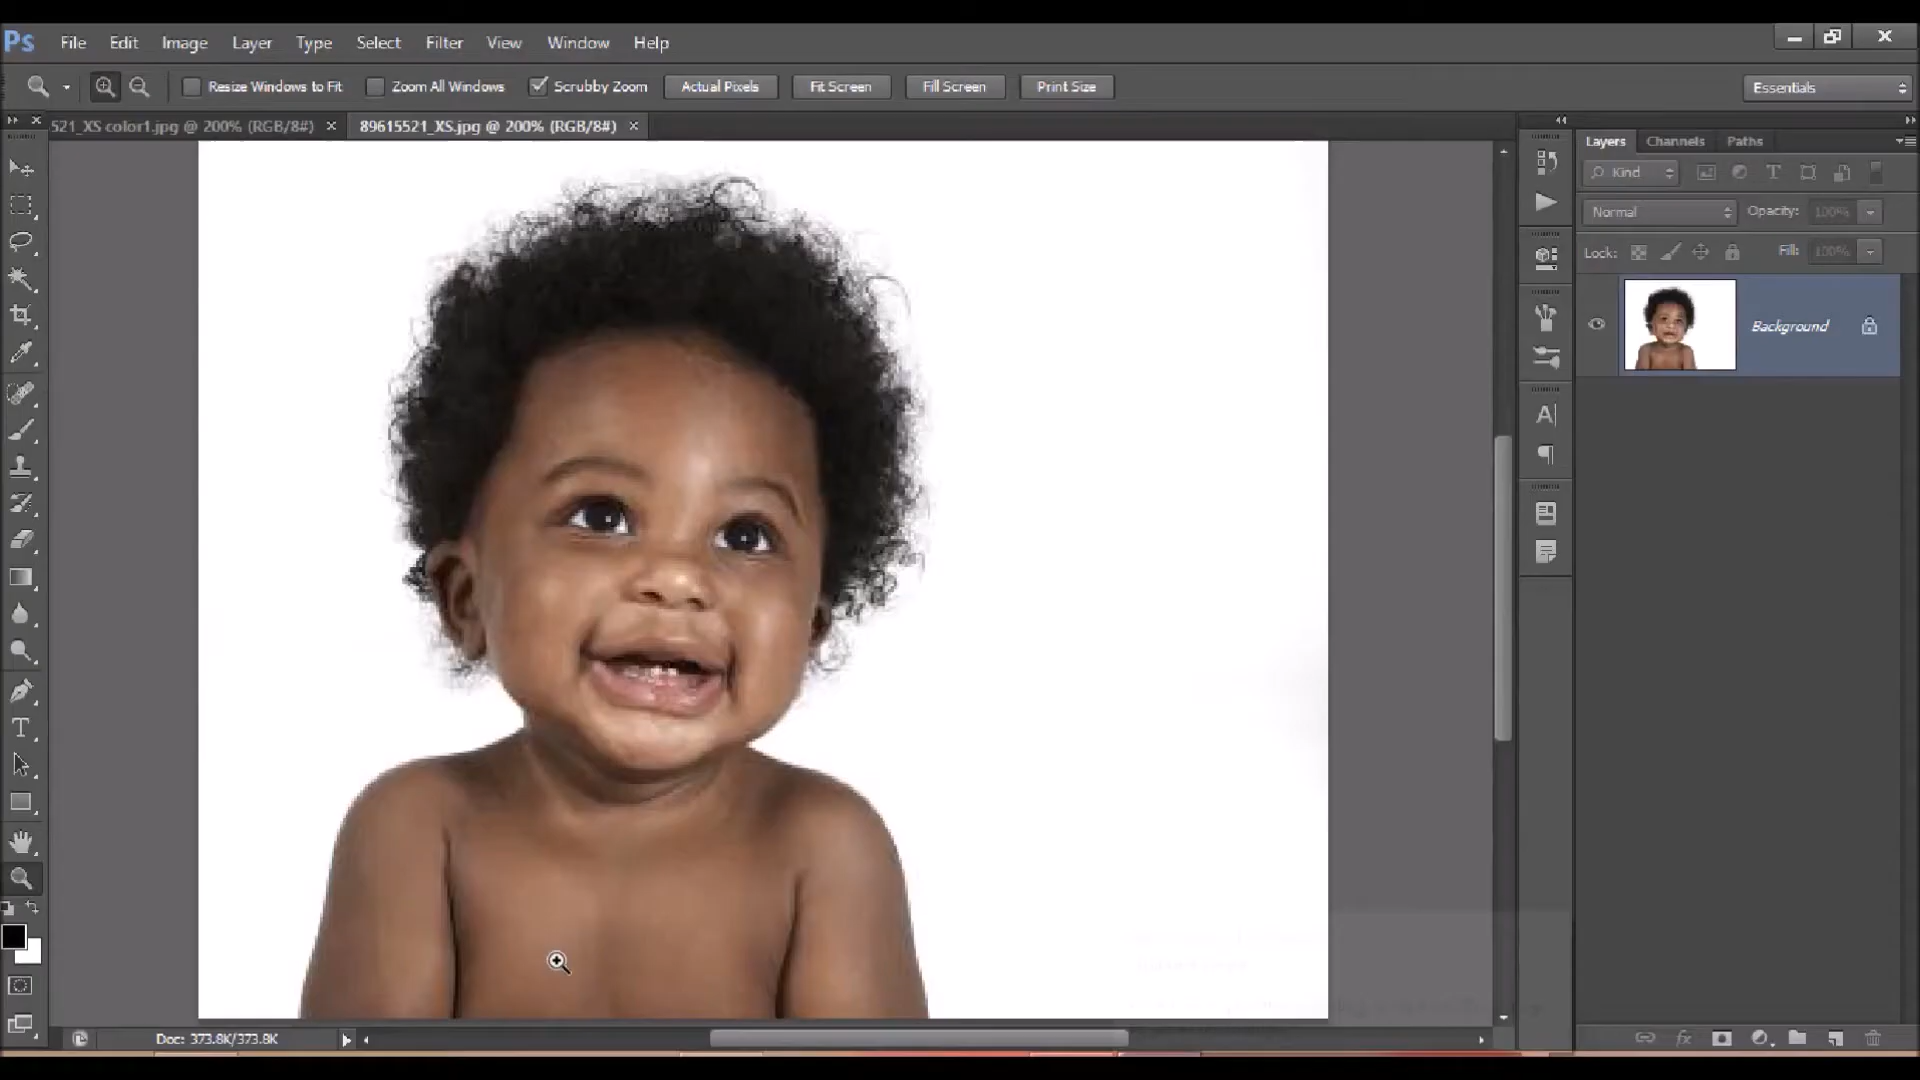 Ps File Edit Image Layer Type Select Filter View Window Help
Resize Windows to Fit Zoom All Windows Scrubby Zoom Actual Pixels Fit Screen Fill Screen Print Size Essentials
521_XS color1.jpg @ 200% (RGB/8#) × 89615521_XS.jpg @ 200% (RGB/8#) ×
Layers Channels Paths
Kind
Normal Opacity: 100%
Lock: Fill: 100%
Background
Doc: 373.8K/373.8K